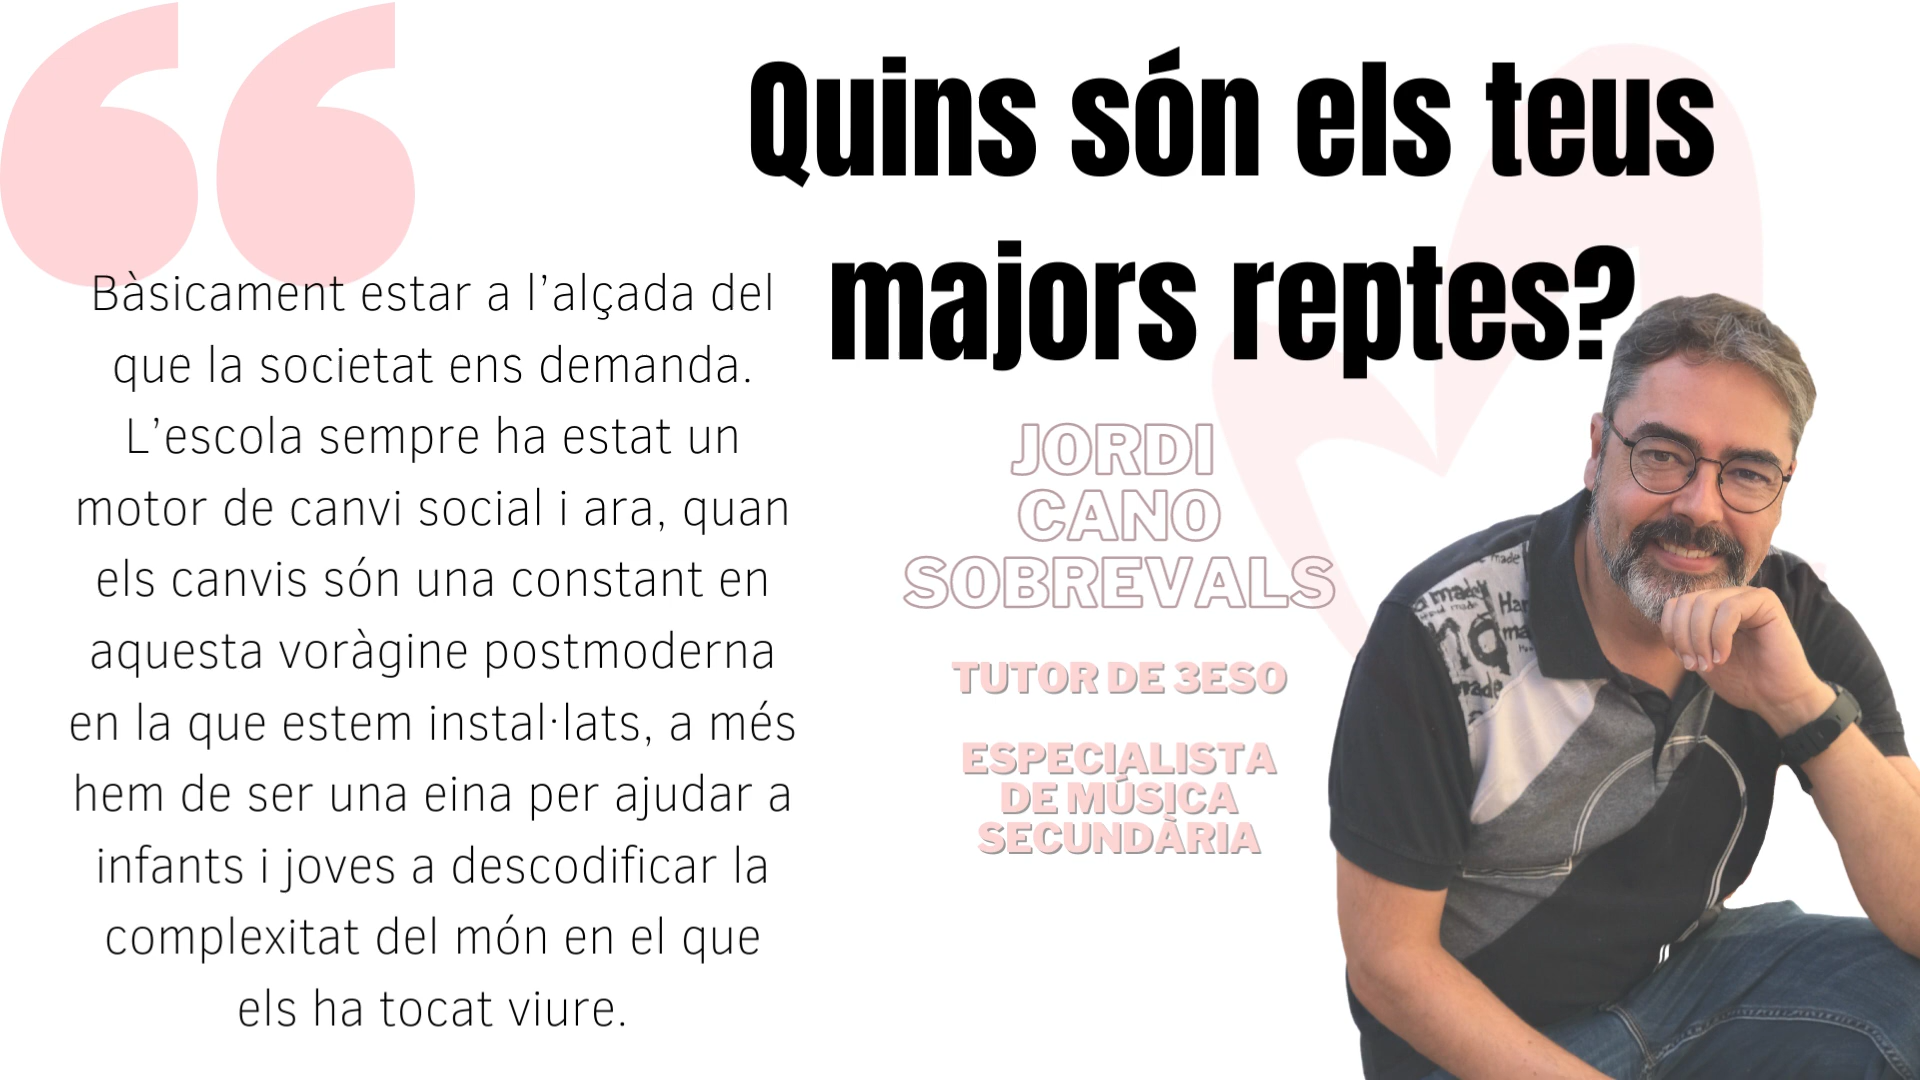 Quins són els teus
majors reptes?
Bàsicament estar a l’alçada del
que la societat ens demanda.
L’escola sempre ha estat un
motor de canvi social i ara, quan
els canvis són una constant en
aquesta voràgine postmoderna
en la que estem instal·lats, a més
hem de ser una eina per ajudar a
infants i joves a descodificar la
complexitat del món en el que
els ha tocat viure.
JORDI
CANO
SOBREVALS
TUTOR DE 3ESO
ESPECIALISTA
DE MÚSICA
SECUNDÀRIA